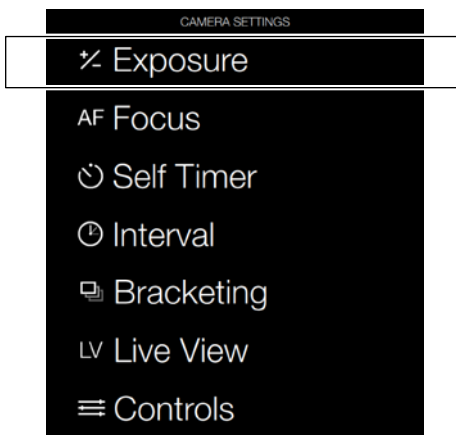 CAMERA SETTINGS
+/- Exposure
AF Focus
Self Timer
Interval
Bracketing
LV Live View
Controls